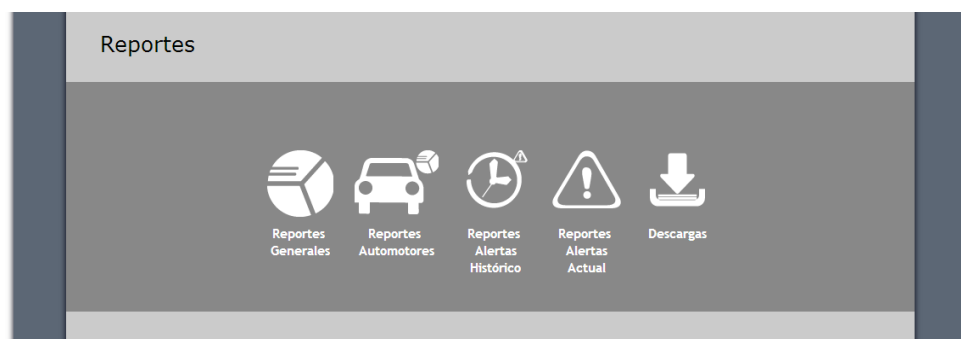 Reportes
Reportes
Generales
Reportes
Automotores
Reportes
Alertas
Histórico
Reportes
Alertas
Actual
Descargas